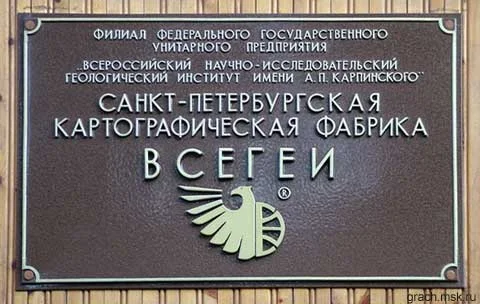 ФИЛИАЛ ФЕДЕРАЛЬНОГО ГОСУДАРСТВЕННОГО
УНИТАРНОГО ПРЕДПРИЯТИЯ
„ВСЕРОССИЙСКИЙ НАУЧНО-ИССЛЕДОВАТЕЛЬСКИЙ
ГЕОЛОГИЧЕСКИЙ ИНСТИТУТ ИМЕНИ А.П.КАРПИНСКОГО"
САНКТ-ПЕТЕРБУРГСКАЯ
КАРТОГРАФИЧЕСКАЯ ФАБРИКА
ВСЕГЕИ
®
grach.msk.ru